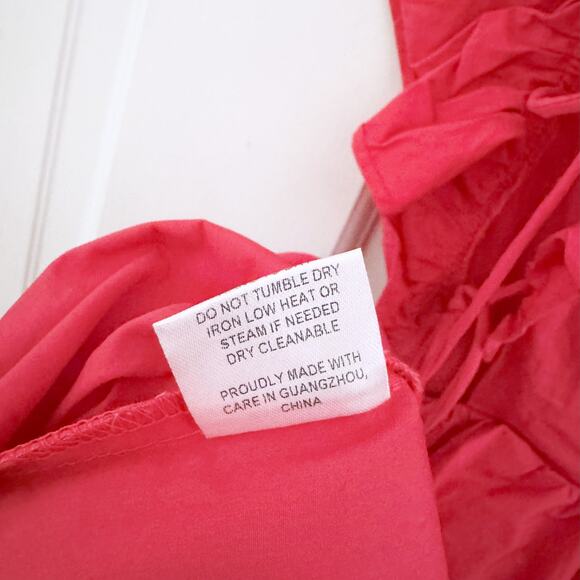 DO NOT TUMBLE DRY
IRON LOW HEAT OR
STEAM IF NEEDED
DRY CLEANABLE
PROUDLY MADE WITH
CARE IN GUANGZHOU,
CHINA